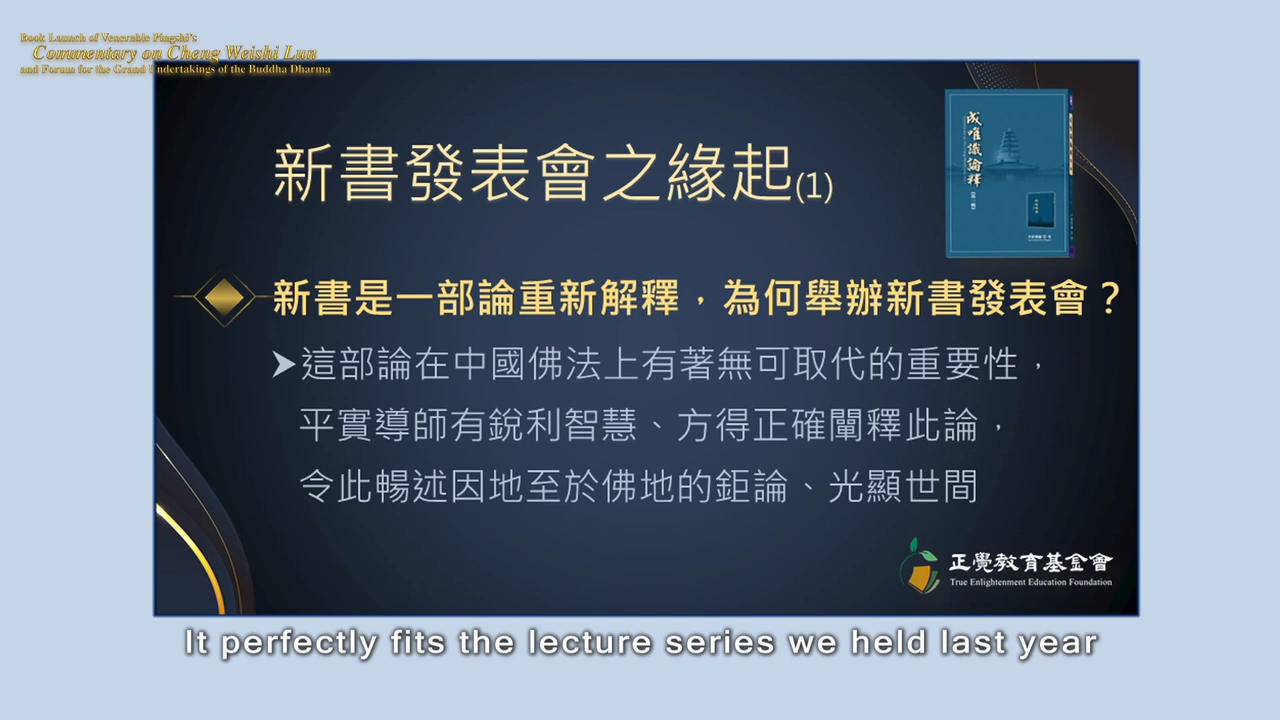 Book Launch of Venerable Pingshi's
Commentary on Cheng Weishi Lun
and Forum for the Grand Undertakings of the Buddha Dharma
新書發表會之緣起(1)
成唯識論釋
新書是一部論重新解釋，為何舉辦新書發表會？
➤這部論在中國佛法上有著無可取代的重要性，
平實導師有銳利智慧、方得正確闡釋此論，
令此暢述因地至於佛地的鉅論、光顯世間
正覺教育基金會
True Enlightenment Education Foundation
It perfectly fits the lecture series we held last year